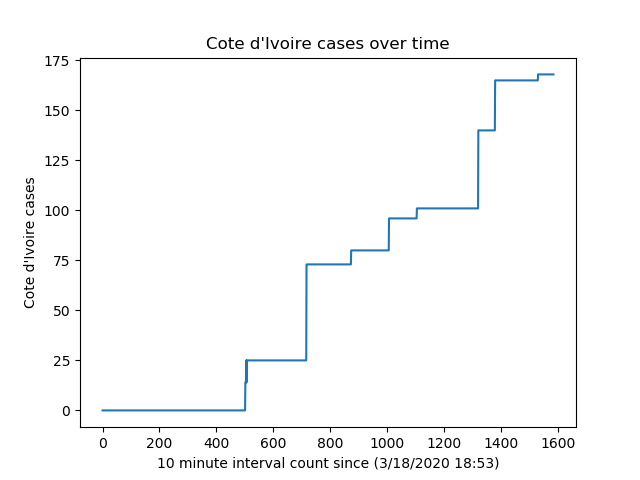 Cote d'Ivoire cases over time
175
150
125
100
75
50
25
0
Cote d'Ivoire cases
0 200 400 600 800 1000 1200 1400 1600
10 minute interval count since (3/18/2020 18:53)